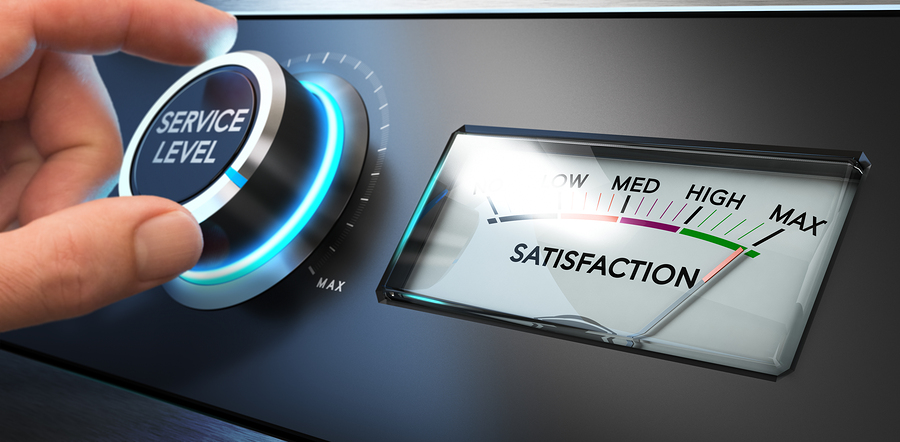 SERVICE
LEVEL
MAX
LOW MED HIGH MAX
SATISFACTION